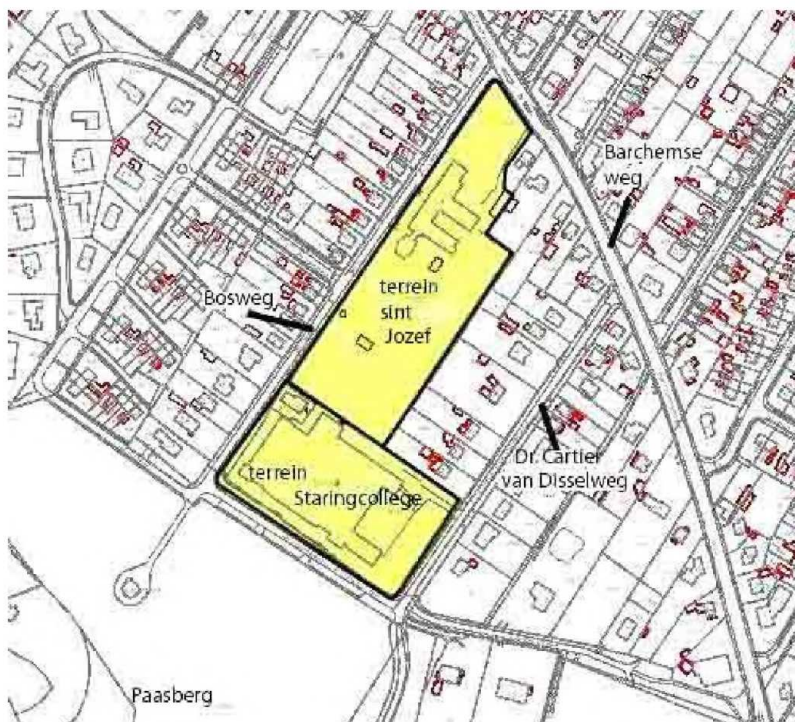 Barchemse
weg
terrein
sint
Jozef
Bosweg
terrein
Staringcollege
Dr. Cartier
van Disselweg
Paasberg